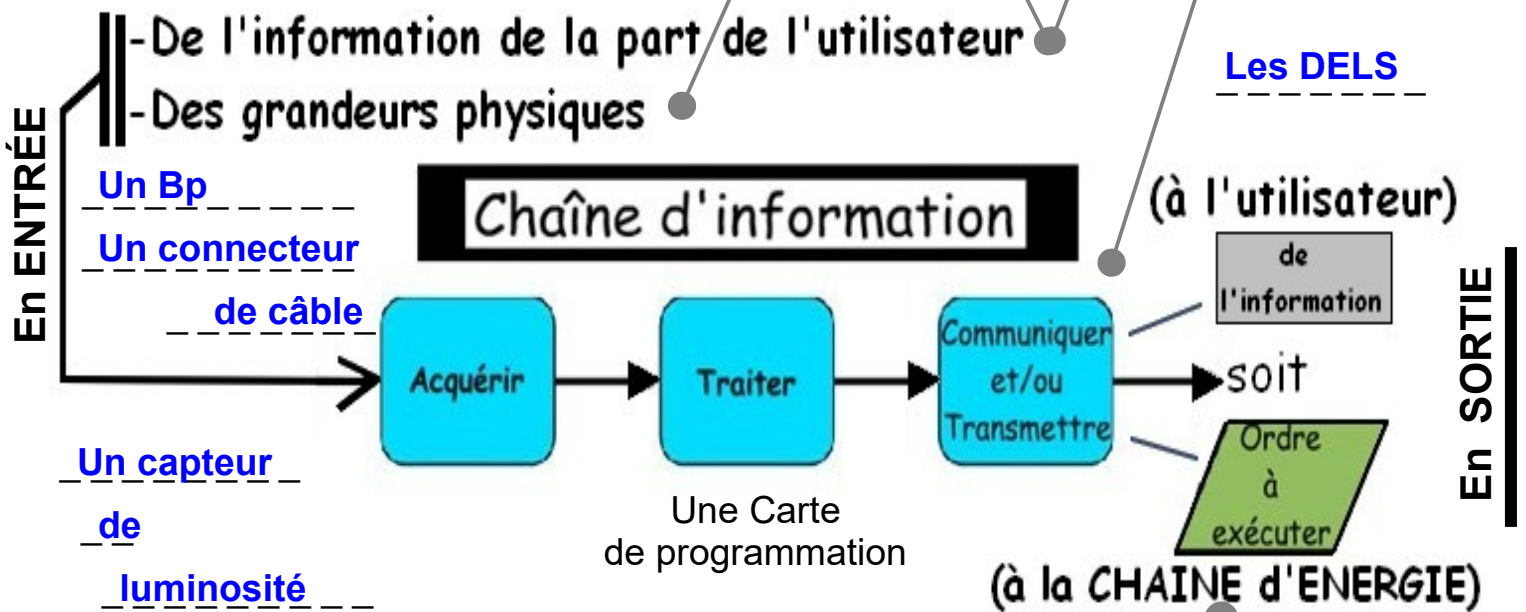 -De l'information de la part de l'utilisateur
-Des grandeurs physiques
Les DELS
En ENTRÉE
Un Bp
Un connecteur
de câble
Chaîne d'information
(à l'utilisateur)
de
l'information
Acquérir
Traiter
Communiquer
et/ou
Transmettre
soit
Ordre
à
exécuter
En SORTIE
Un capteur
de
luminosité
Une Carte
de programmation
(à la CHAINE d'ENERGIE)